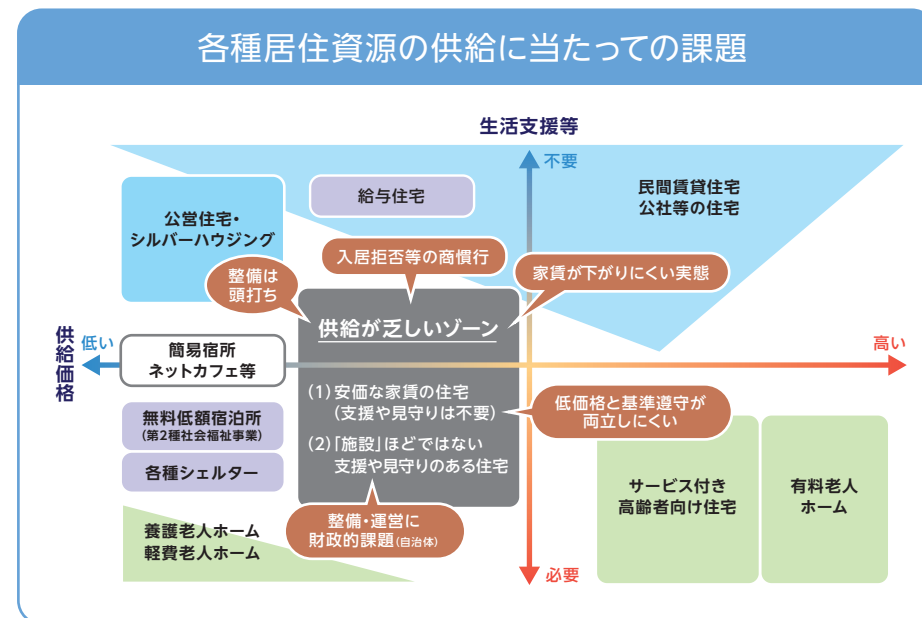 各種居住資源の供給に当たっての課題
生活支援等
不要
民間賃貸住宅
公社等の住宅
給与住宅
公営住宅・
シルバーハウジング
入居拒否等の商慣行
整備は
頭打ち
家賃が下がりにくい実態
供給が乏しいゾーン
供給価格
低い
高い
簡易宿所
ネットカフェ等
(1)安価な家賃の住宅
(支援や見守りは不要)
低価格と基準遵守が
両立しにくい
無料低額宿泊所
(第2種社会福祉事業)
(2)「施設」ほどではない
支援や見守りのある住宅
各種シェルター
サービス付き
高齢者向け住宅
有料老人
ホーム
整備・運営に
財政的課題(自治体)
養護老人ホーム
軽費老人ホーム
必要